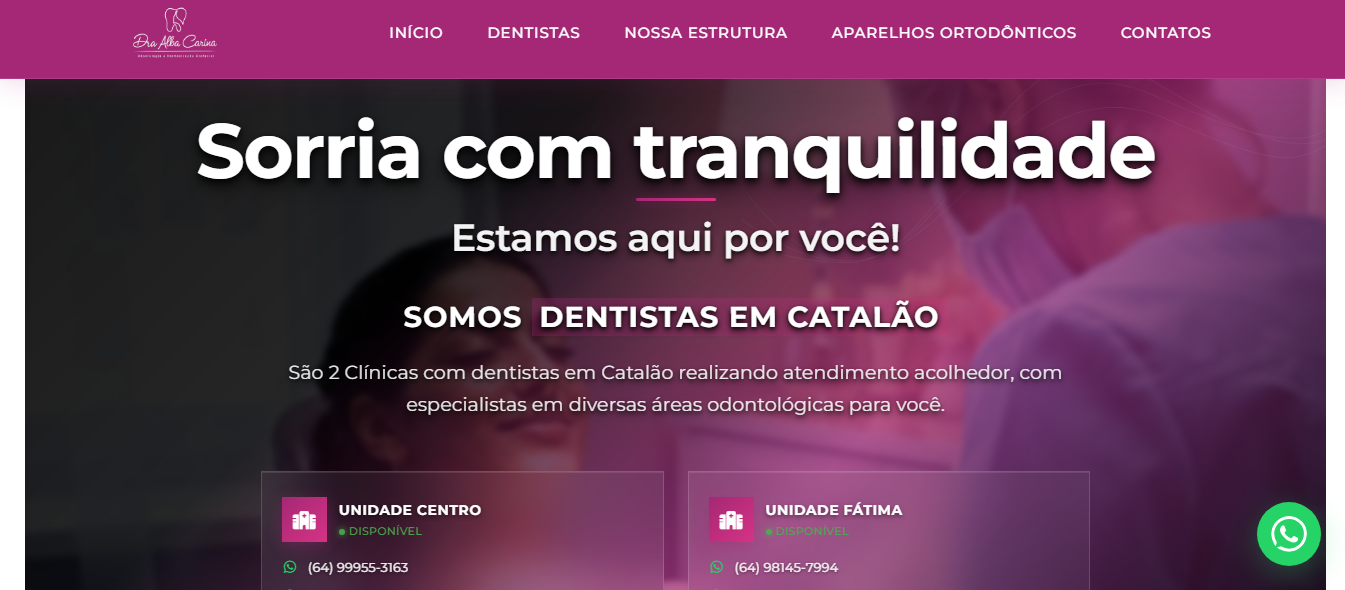 Dra Alba Carina
INÍCIO
DENTISTAS
NOSSA ESTRUTURA
APARELHOS ORTODÔNTICOS
CONTATOS
Sorria com tranquilidade
Estamos aqui por você!
SOMOS DENTISTAS EM CATALÃO
São 2 Clínicas com dentistas em Catalão realizando atendimento acolhedor, com
especialistas em diversas áreas odontológicas para você.
UNIDADE CENTRO
DISPONÍVEL
(64) 99955-3163
UNIDADE FÁTIMA
DISPONÍVEL
(64) 98145-7994